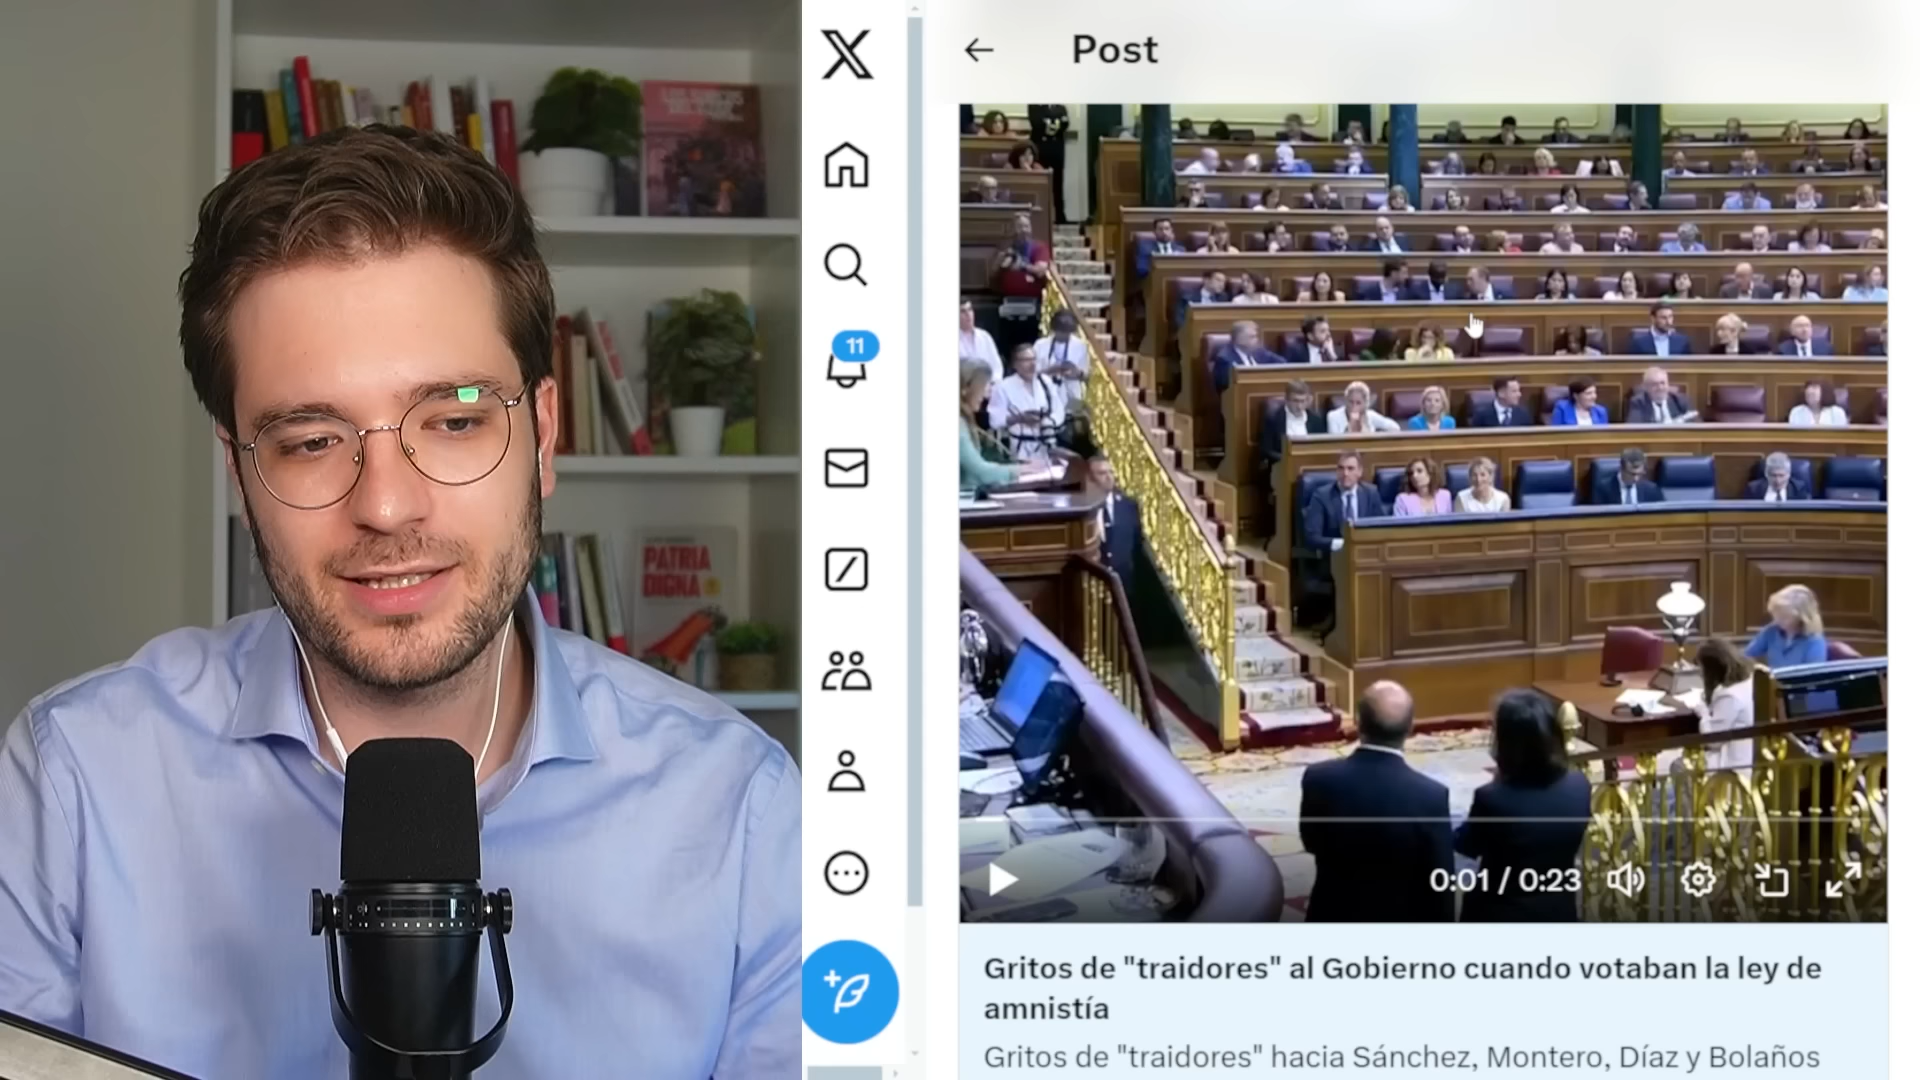 Post
11
PATRIA
DIGNA
0:01 / 0:23
Gritos de "traidores" al Gobierno cuando votaban la ley de
amnistía
Gritos de "traidores" hacia Sánchez, Montero, Díaz y Bolaños